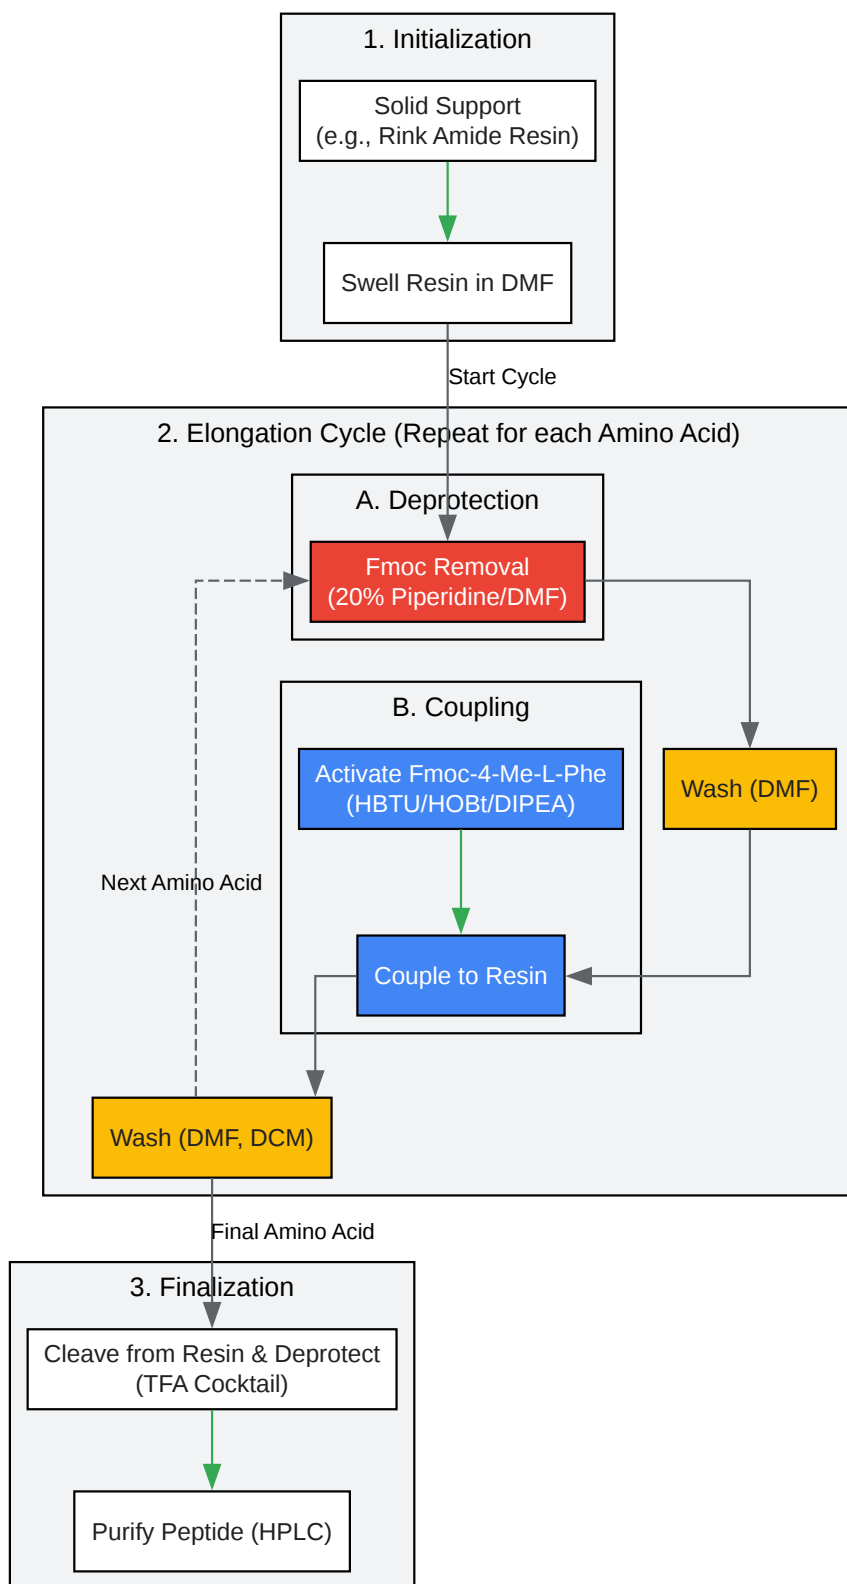 1. Initialization
Solid Support
(e.g., Rink Amide Resin)
Swell Resin in DMF
Start Cycle
2. Elongation Cycle (Repeat for each Amino Acid)
A. Deprotection
Fmoc Removal
(20% Piperidine/DMF)
B. Coupling
Activate Fmoc-4-Me-L-Phe
(HBTU/HOBt/DIPEA)
Wash (DMF)
Next Amino Acid
Couple to Resin
Wash (DMF, DCM)
Final Amino Acid
3. Finalization
Cleave from Resin & Deprotect
(TFA Cocktail)
Purify Peptide (HPLC)